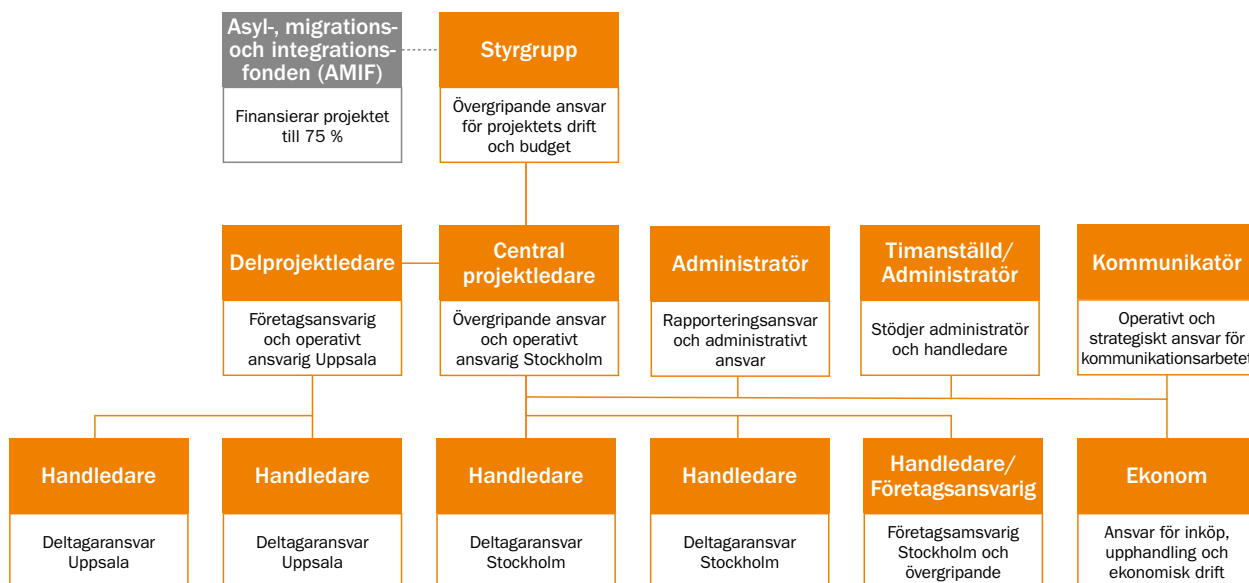 Asyl-, migrations-
och integrations-
fonden (AMIF)
Finansierar projektet
till 75 %
Styrgrupp
Övergripande ansvar
för projektets drift
och budget
Delprojektledare
Företagsansvarig
och operativt
ansvarig Uppsala
Central
projektledare
Övergripande ansvar
och operativt
ansvarig Stockholm
Administratör
Rapporteringsansvar
och administrativt
ansvar
Timanställd/
Administratör
Stödjer administratör
och handledare
Kommunikatör
Operativt och
strategiskt ansvar för
kommunikationsarbetet
Handledare
Deltagaransvar
Uppsala
Handledare
Deltagaransvar
Uppsala
Handledare
Deltagaransvar
Stockholm
Handledare
Deltagaransvar
Stockholm
Handledare/
Företagsansvarig
Företagsamsvarig
Stockholm och
övergripande
Ekonom
Ansvar för inköp,
upphandling och
ekonomisk drift